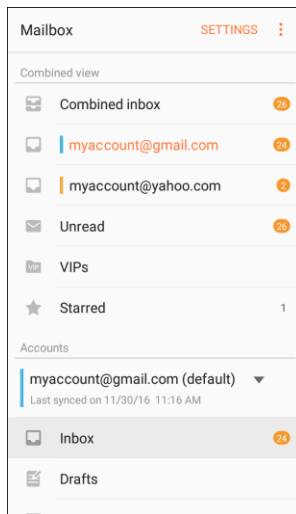 Mailbox SETTINGS
Combined view
Combined inbox 26
myaccount@gmail.com 24
myaccount@yahoo.com 2
Unread 26
VIP VIPs
Starred 1
Accounts
myaccount@gmail.com (default)
Last synced on 11/30/16 11:16 AM
Inbox 24
Drafts